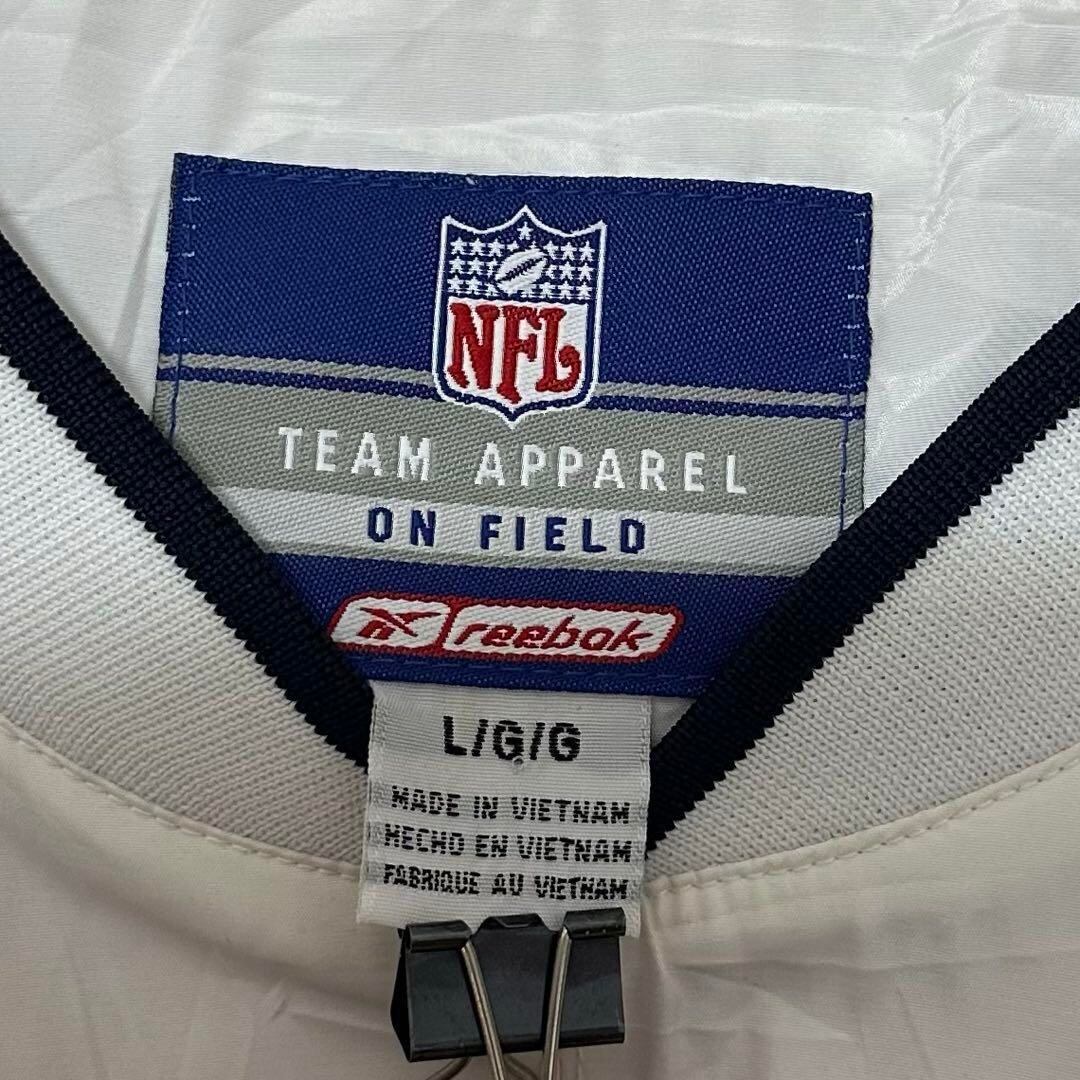 NFL
TEAM APPAREL
ON FIELD
reebok
L/G/G
MADE IN VIETNAM
HECHO EN VIETNAM
FABRIQUE AU VIETNAM